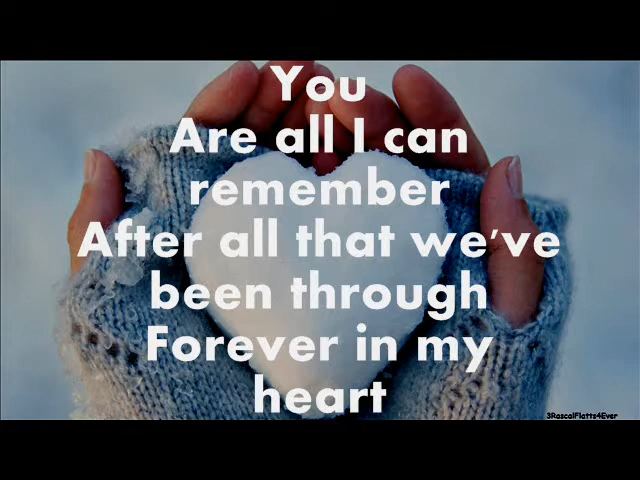 You
Are all I can
remember
After all that we've
been through
Forever in my
heart
3RascalFlatts4Ever